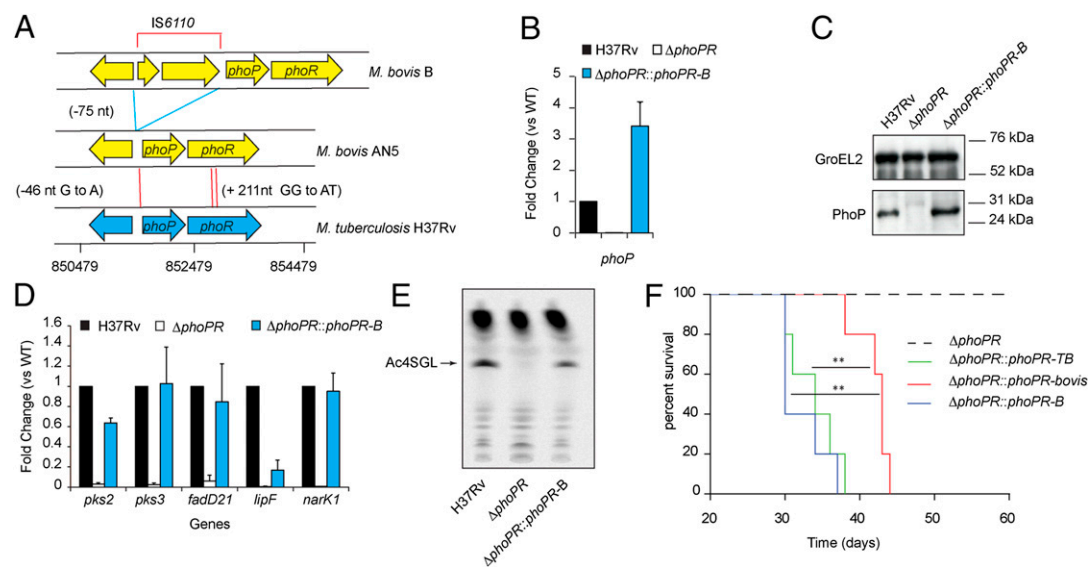 A
IS6110
phoP
phoR
M. bovis B
(-75 nt)
phoP
phoR
M. bovis AN5
(-46 nt G to A)
(+ 211nt GG to AT)
phoP
phoR
M. tuberculosis H37Rv
850479
852479
854479
B
H37Rv
ΔphoPR
ΔphoPR::phoPR-B
Fold Change (vs WT)
5
4
3
2
1
0
phoP
C
H37Rv
ΔphoPR
ΔphoPR::phoPR-B
GroEL2
76 kDa
52 kDa
PhoP
31 kDa
24 kDa
D
H37Rv
ΔphoPR
ΔphoPR::phoPR-B
Fold Change (vs WT)
1.6
1.4
1.2
1
0.8
0.6
0.4
0.2
0
pks2
pks3
fadD21
lipF
narK1
Genes
E
Ac4SGL
H37Rv
ΔphoPR
ΔphoPR::phoPR-B
F
percent survival
100
80
60
40
20
0
**
**
ΔphoPR
ΔphoPR::phoPR-TB
ΔphoPR::phoPR-bovis
ΔphoPR::phoPR-B
20
30
40
50
60
Time (days)